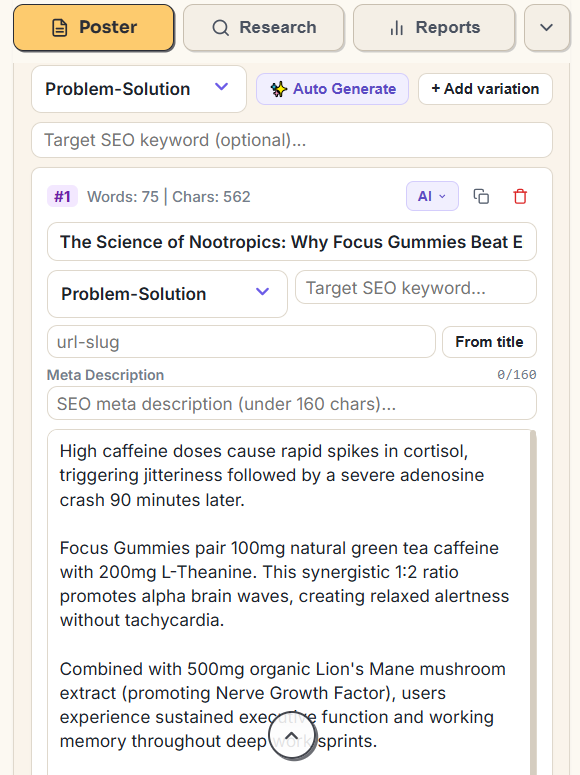 Poster
Research
Reports
Problem-Solution
Auto Generate
+ Add variation
Target SEO keyword (optional)...
#1
Words: 75 | Chars: 562
AI
The Science of Nootropics: Why Focus Gummies Beat E
Problem-Solution
Target SEO keyword...
url-slug
From title
Meta Description
0/160
SEO meta description (under 160 chars)...
High caffeine doses cause rapid spikes in cortisol,
triggering jitteriness followed by a severe adenosine
crash 90 minutes later.
Focus Gummies pair 100mg natural green tea caffeine
with 200mg L-Theanine. This synergistic 1:2 ratio
promotes alpha brain waves, creating relaxed alertness
without tachycardia.
Combined with 500mg organic Lion's Mane mushroom
extract (promoting Nerve Growth Factor), users
experience sustained executive function and working
memory throughout deep work sprints.